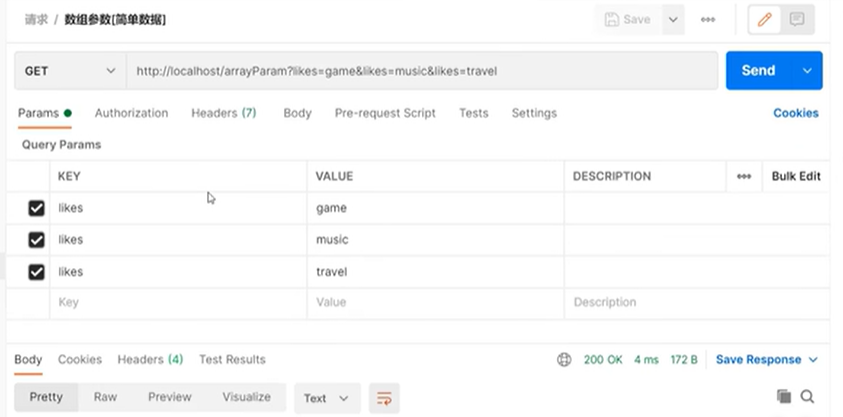 请求 / 数组参数[简单数据] Save
GET http://localhost/arrayParam?likes=game&likes=music&likes=travel Send
Params Authorization Headers (7) Body Pre-request Script Tests Settings Cookies
Query Params
KEY VALUE DESCRIPTION Bulk Edit
likes game
likes music
likes travel
Key Value Description
Body Cookies Headers (4) Test Results 200 OK 4 ms 172 B Save Response
Pretty Raw Preview Visualize Text